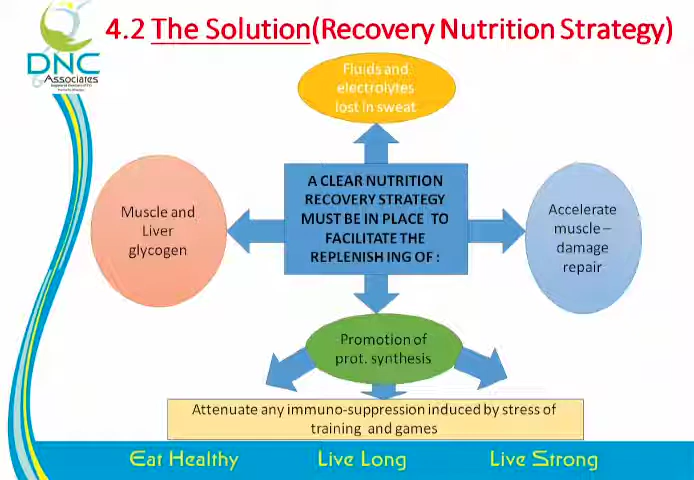 4.2 The Solution(Recovery Nutrition Strategy)
DNC
& Associates
Fluids and
electrolytes
lost in sweat
A CLEAR NUTRITION
RECOVERY STRATEGY
MUST BE IN PLACE TO
FACILITATE THE
REPLENISHING OF :
Muscle and
Liver
glycogen
Accelerate
muscle –
damage
repair
Promotion of
prot. synthesis
Attenuate any immuno-suppression induced by stress of
training and games
Eat Healthy
Live Long
Live Strong